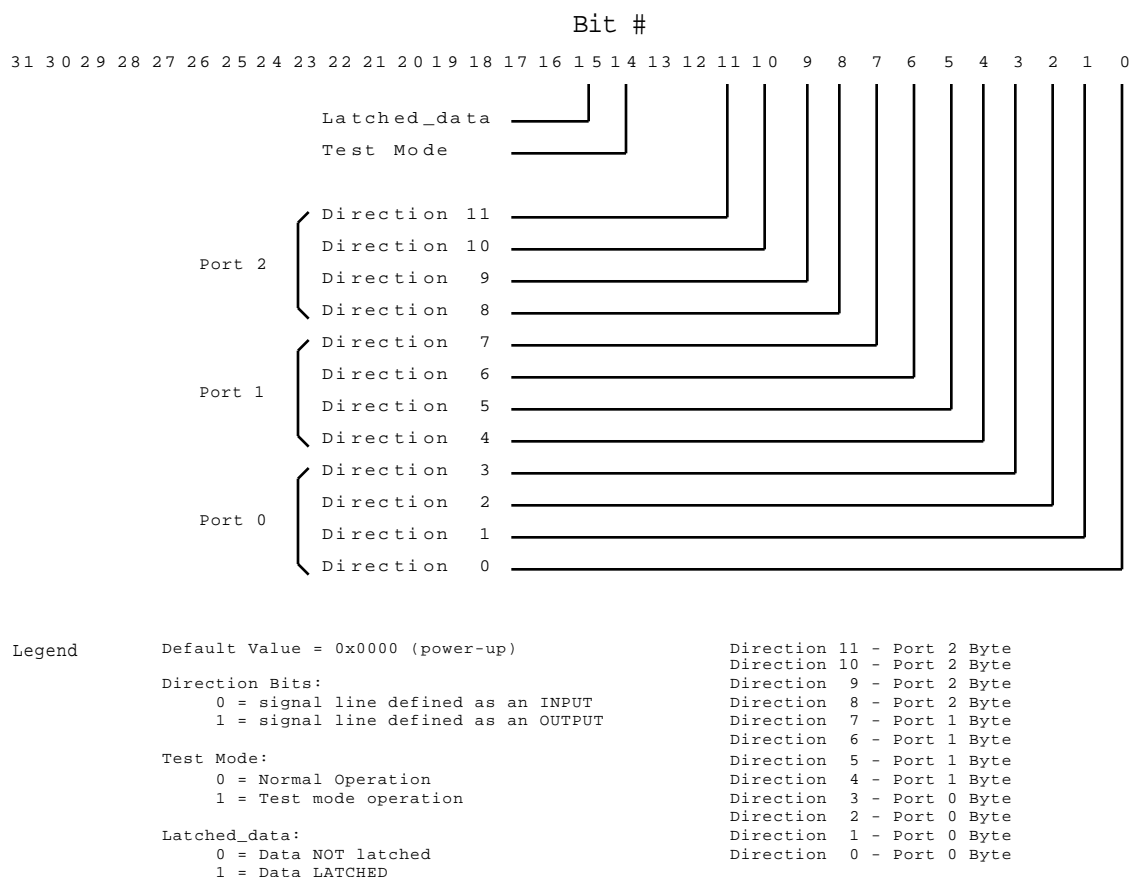 Bit #
31 30 29 28 27 26 25 24 23 22 21 20 19 18 17 16 15 14 13 12 11 10 9 8 7 6 5 4 3 2 1 0
Latched_data
Test Mode
Direction 11
Direction 10
Port 2
Direction 9
Direction 8
Direction 7
Direction 6
Port 1
Direction 5
Direction 4
Direction 3
Direction 2
Port 0
Direction 1
Direction 0
Legend
Default Value = 0x0000 (power-up)
Direction Bits:
0 = signal line defined as an INPUT
1 = signal line defined as an OUTPUT
Test Mode:
0 = Normal Operation
1 = Test mode operation
Latched_data:
0 = Data NOT latched
1 = Data LATCHED
Direction 11 - Port 2 Byte
Direction 10 - Port 2 Byte
Direction 9 - Port 2 Byte
Direction 8 - Port 2 Byte
Direction 7 - Port 1 Byte
Direction 6 - Port 1 Byte
Direction 5 - Port 1 Byte
Direction 4 - Port 1 Byte
Direction 3 - Port 0 Byte
Direction 2 - Port 0 Byte
Direction 1 - Port 0 Byte
Direction 0 - Port 0 Byte